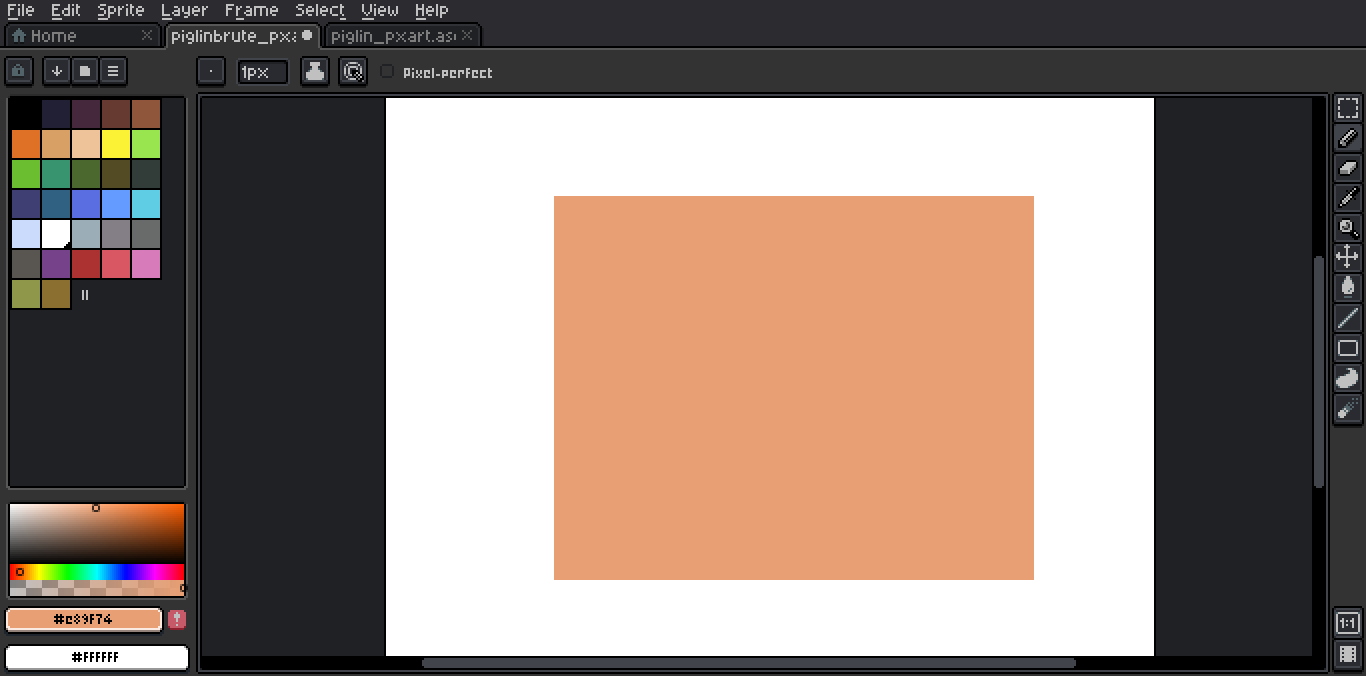 File Edit Sprite Layer Frame Select View Help
Home piglinbrute_px: piglin_pxart.as
1px Pixel-perfect
#e89F74
#FFFFFF
1:1